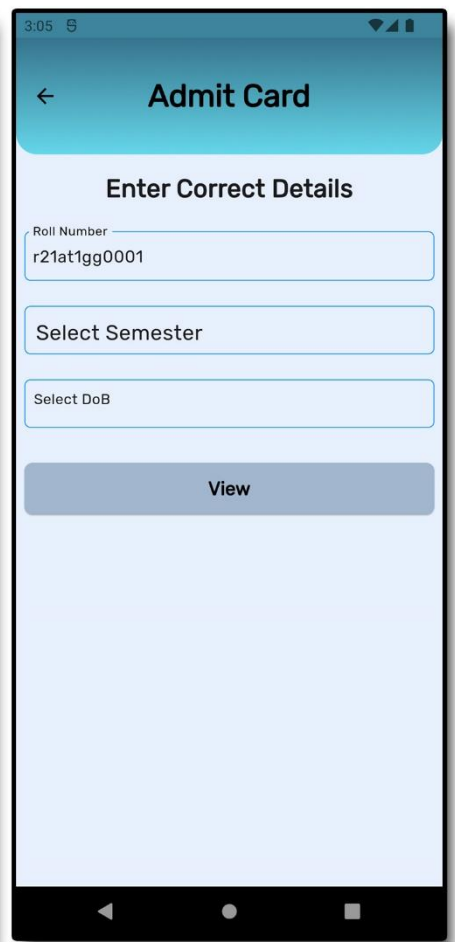 3:05
Admit Card
Enter Correct Details
Roll Number
r21at1gg0001
Select Semester
Select DoB
View